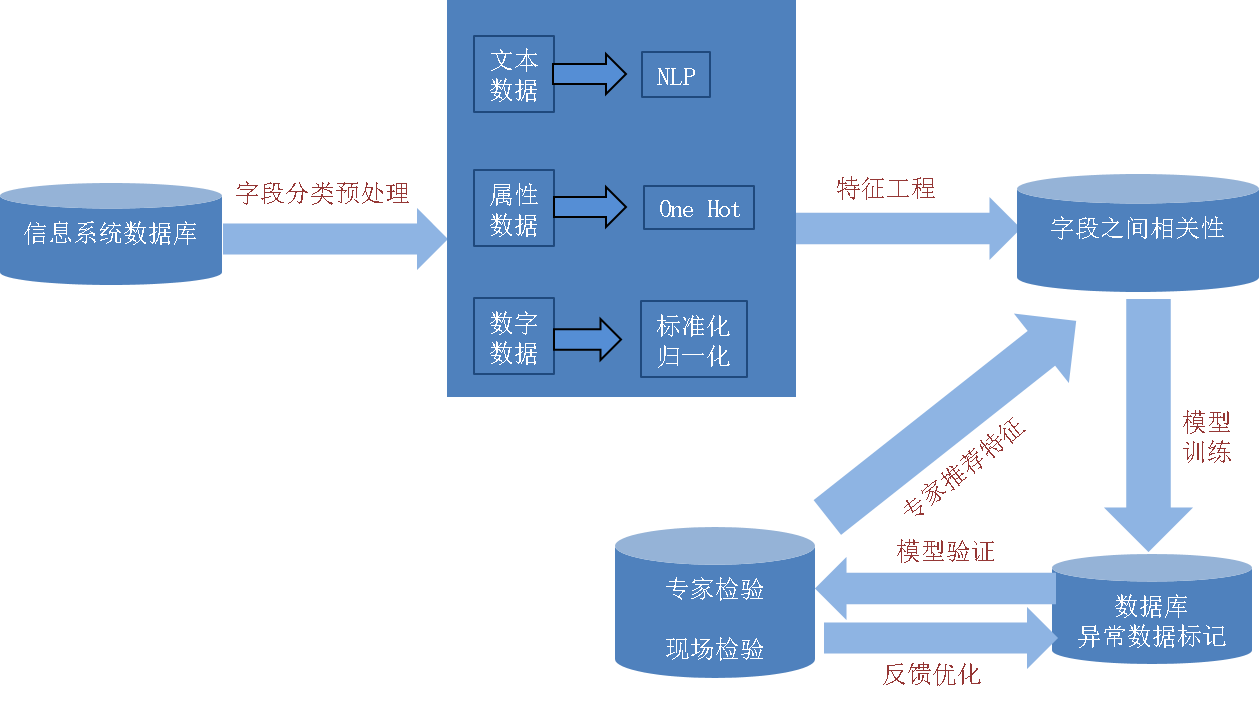 文本
数据
NLP
字段分类预处理
特征工程
属性
数据
One Hot
信息系统数据库
字段之间相关性
数字
数据
标准化
归一化
模型
训练
专家推荐特征
模型验证
专家检验
现场检验
数据库
异常数据标记
反馈优化